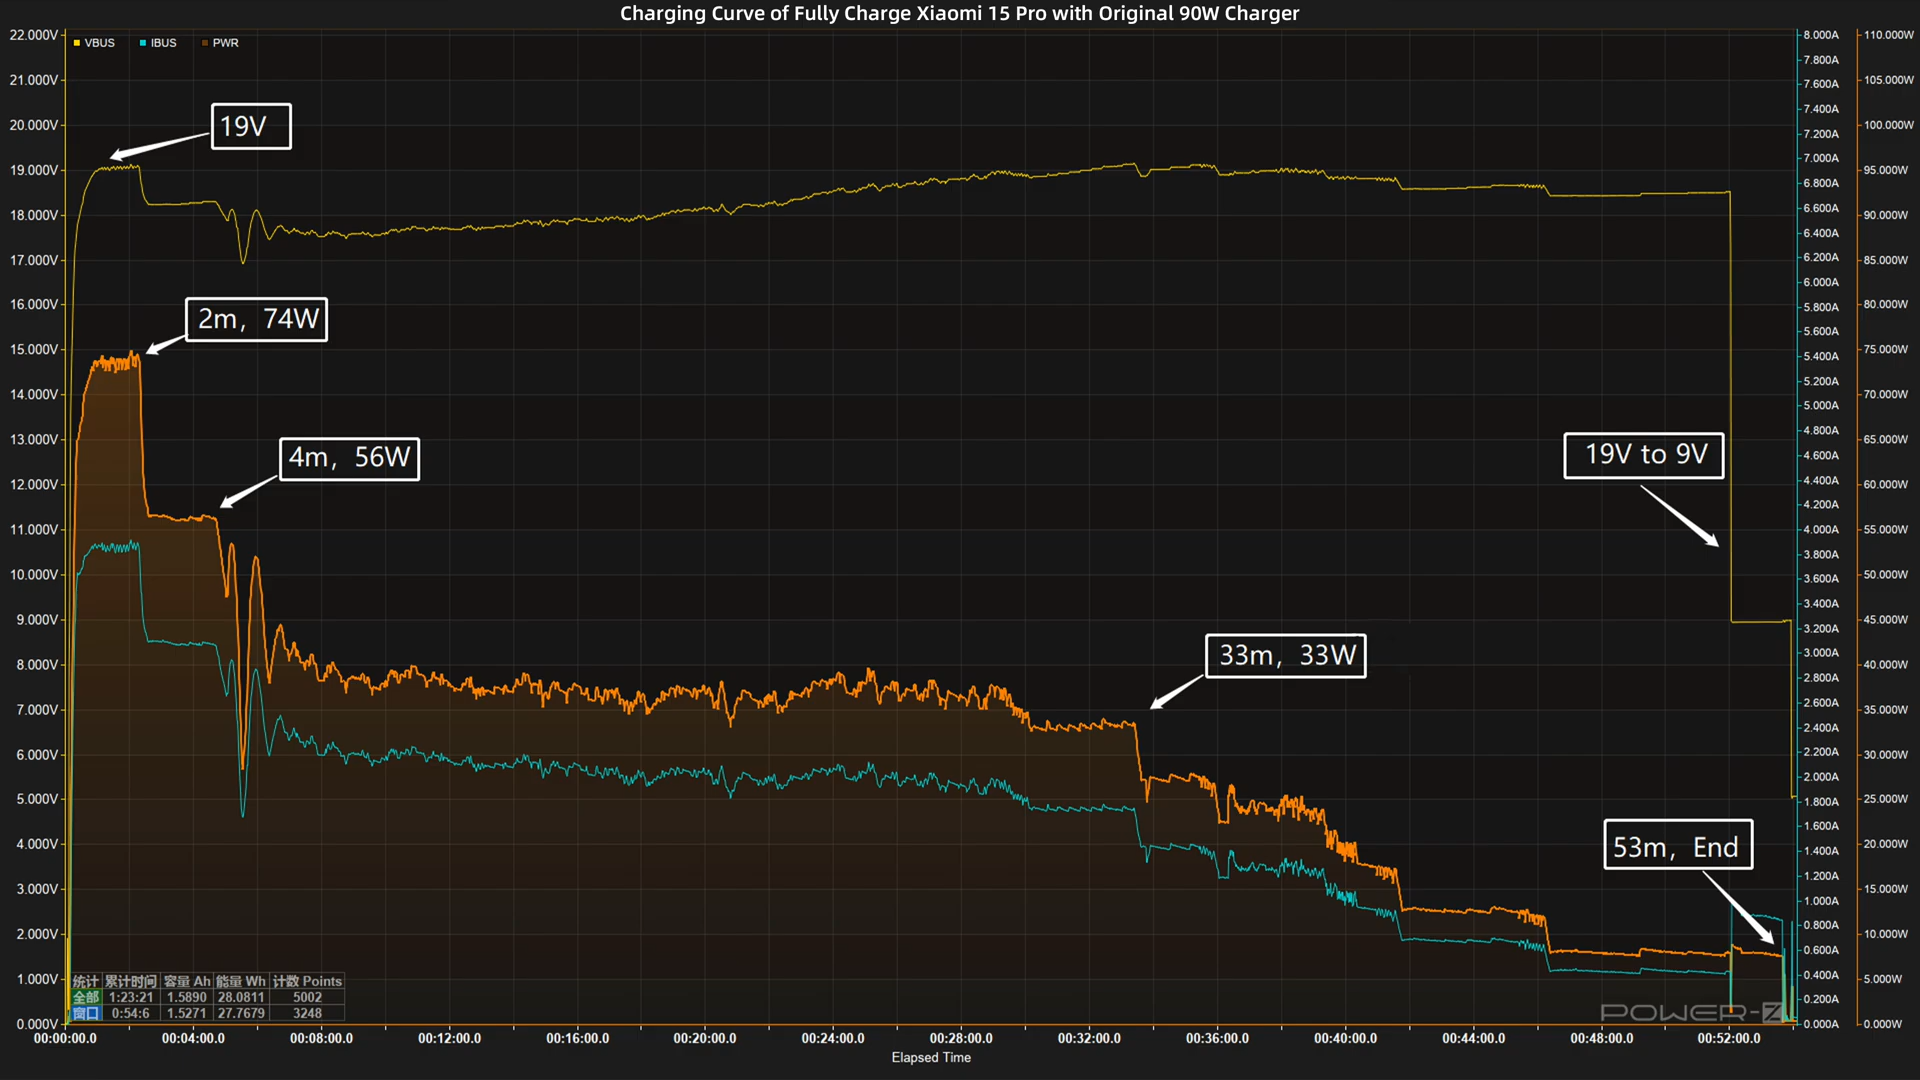 Charging Curve of Fully Charge Xiaomi 15 Pro with Original 90W Charger
VBUS IBUS PWR
22.000V
21.000V
20.000V
19.000V
18.000V
17.000V
16.000V
15.000V
14.000V
13.000V
12.000V
11.000V
10.000V
9.000V
8.000V
7.000V
6.000V
5.000V
4.000V
3.000V
2.000V
1.000V
0.000V
19V
2m，74W
4m，56W
33m，33W
19V to 9V
53m，End
8.000A
7.800A
7.600A
7.400A
7.200A
7.000A
6.800A
6.600A
6.400A
6.200A
6.000A
5.800A
5.600A
5.400A
5.200A
5.000A
4.800A
4.600A
4.400A
4.200A
4.000A
3.800A
3.600A
3.400A
3.200A
3.000A
2.800A
2.600A
2.400A
2.200A
2.000A
1.800A
1.600A
1.400A
1.200A
1.000A
0.800A
0.600A
0.400A
0.200A
0.000A
110.000W
105.000W
100.000W
95.000W
90.000W
85.000W
80.000W
75.000W
70.000W
65.000W
60.000W
55.000W
50.000W
45.000W
40.000W
35.000W
30.000W
25.000W
20.000W
15.000W
10.000W
5.000W
0.000W
统计 累计时间 容量 Ah 能量 Wh 计数 Points
全部 1:23:21 1.5890 28.0811 5002
窗口 0:54:6 1.5271 27.7679 3248
POWER-Z
00:00:00.0 00:04:00.0 00:08:00.0 00:12:00.0 00:16:00.0 00:20:00.0 00:24:00.0 00:28:00.0 00:32:00.0 00:36:00.0 00:40:00.0 00:44:00.0 00:48:00.0 00:52:00.0
Elapsed Time